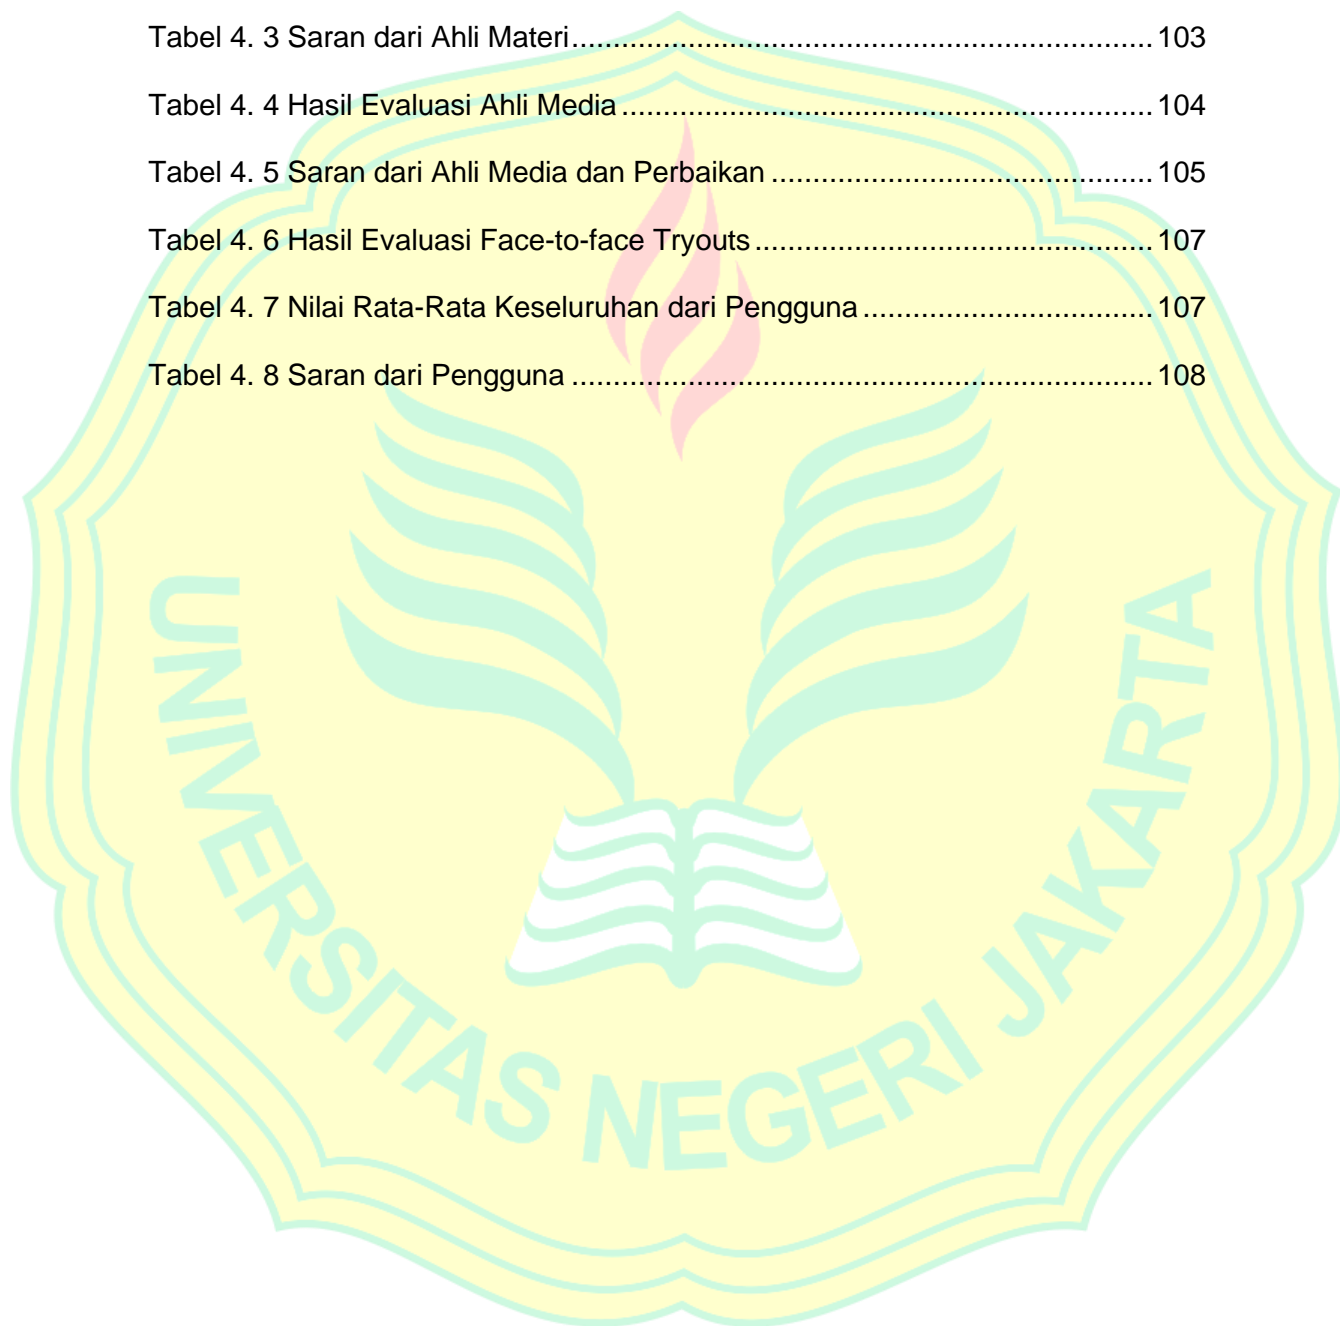 Tabel 4. 3 Saran dari Ahli Materi....................................................................... 103
Tabel 4. 4 Hasil Evaluasi Ahli Media ................................................................. 104
Tabel 4. 5 Saran dari Ahli Media dan Perbaikan ............................................... 105
Tabel 4. 6 Hasil Evaluasi Face-to-face Tryouts ................................................. 107
Tabel 4. 7 Nilai Rata-Rata Keseluruhan dari Pengguna .................................... 107
Tabel 4. 8 Saran dari Pengguna ....................................................................... 108
UNIVERSITAS NEGERI JAKARTA